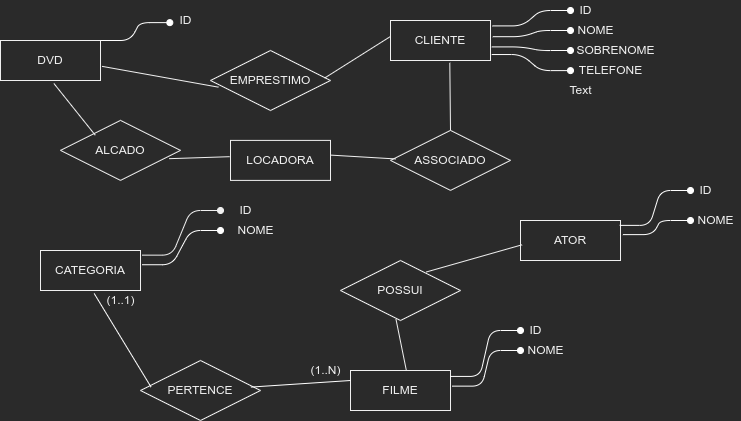 ID
DVD
EMPRESTIMO
CLIENTE
ID
NOME
SOBRENOME
TELEFONE
Text
ALCADO
LOCADORA
ASSOCIADO
CATEGORIA
ID
NOME
(1..1)
ATOR
ID
NOME
POSSUI
PERTENCE
(1..N)
FILME
ID
NOME